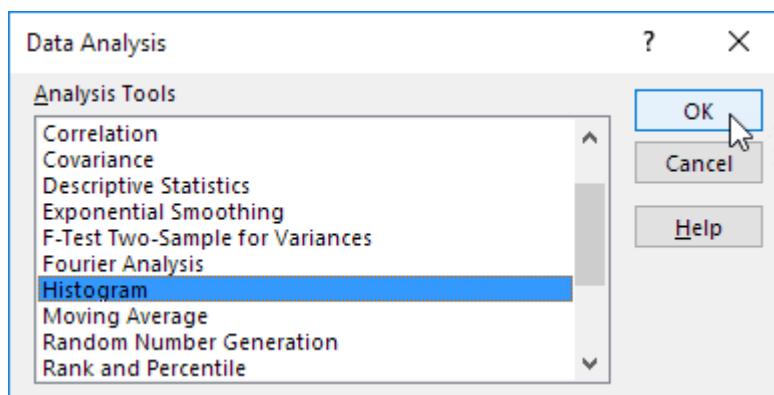 Data Analysis ?
Analysis Tools
Correlation
Covariance
Descriptive Statistics
Exponential Smoothing
F-Test Two-Sample for Variances
Fourier Analysis
Histogram
Moving Average
Random Number Generation
Rank and Percentile
OK
Cancel
Help